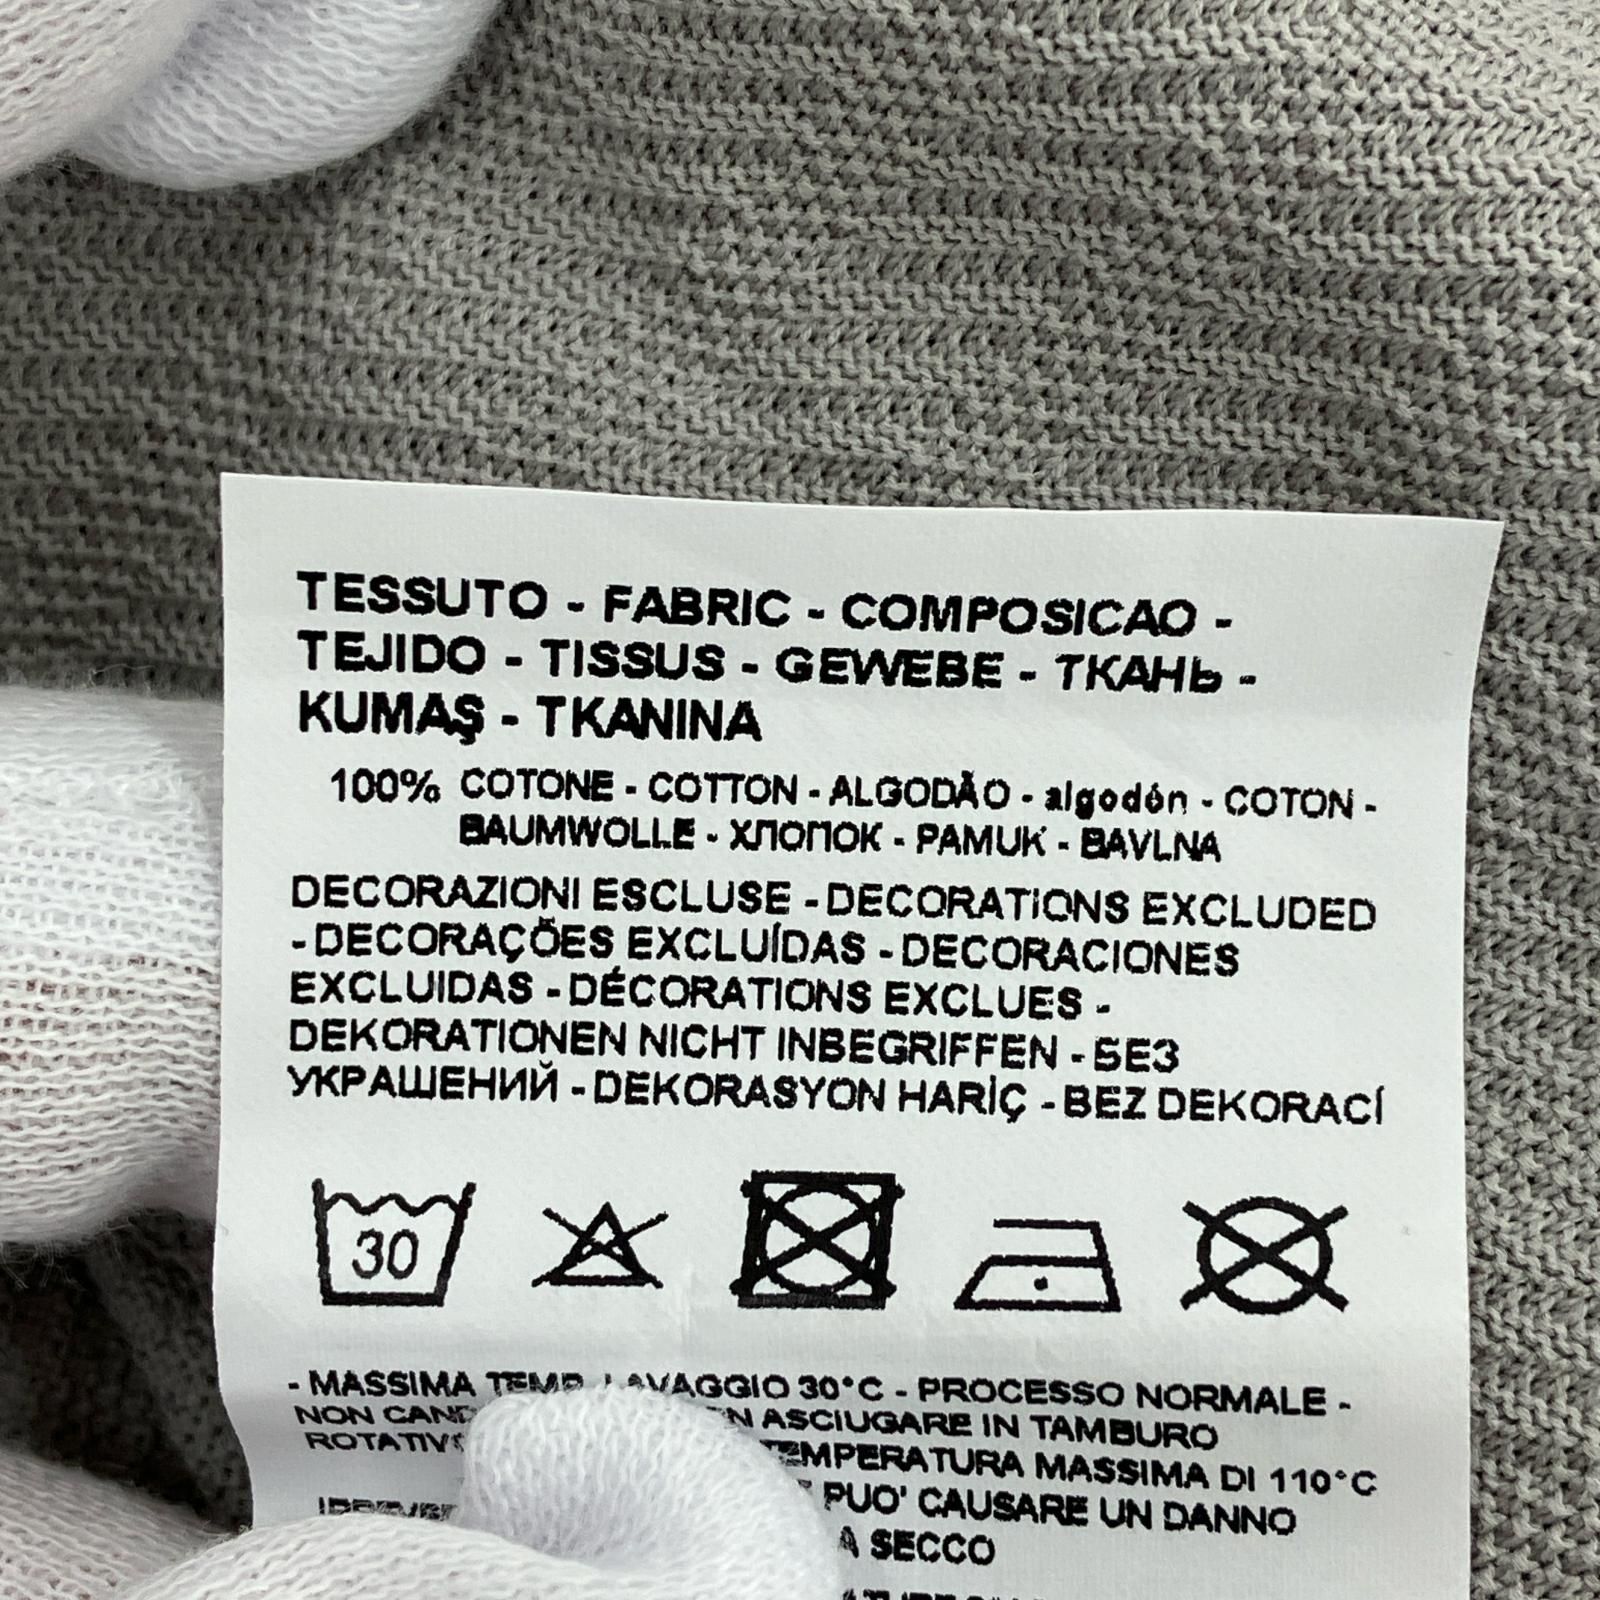 TESSUTO - FABRIC - COMPOSICAO -
TEJIDO - TISSUS - GEWEBE - ТКАНЬ -
KUMAŞ - TKANINA
100% COTONE - COTTON - ALGODÃO - algodón - COTON -
BAUMWOLLE - ХЛОПОК - PAMUK - BAVLNA
DECORAZIONI ESCLUSE - DECORATIONS EXCLUDED
- DECORAÇÕES EXCLUÍDAS - DECORACIONES
EXCLUIDAS - DÉCORATIONS EXCLUES -
DEKORATIONEN NICHT INBEGRIFFEN - БЕЗ
УКРАШЕНИЙ - DEKORASYON HARİÇ - BEZ DEKORACÍ
30
- MASSIMA TEMP. LAVAGGIO 30°C - PROCESSO NORMALE -
NON ASCIUGARE IN TAMBURO
TEMPERATURA MASSIMA DI 110°C
PUO' CAUSARE UN DANNO
A SECCO